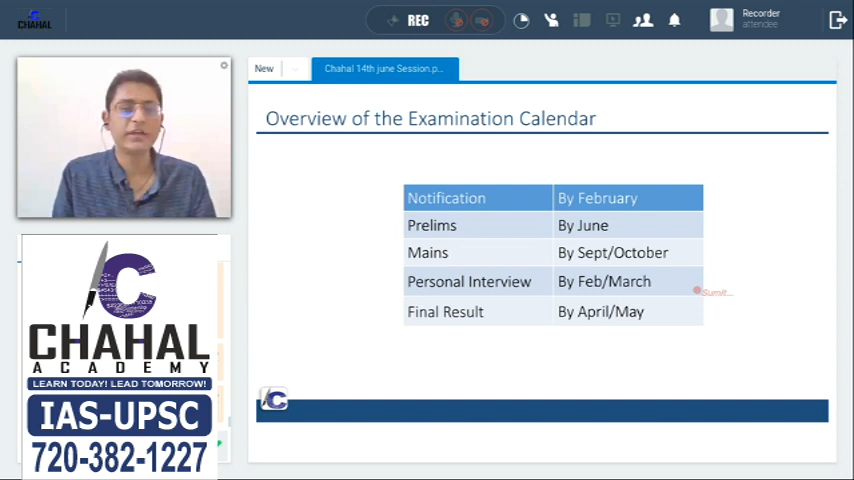 CHAHAL
REC
Recorder
attendee
New
Chahal 14th june Session.p...
Overview of the Examination Calendar
Notification By February
Prelims By June
Mains By Sept/October
Personal Interview By Feb/March
Sumit...
Final Result By April/May
C
CHAHAL
ACADEMY
LEARN TODAY! LEAD TOMORROW!
IAS-UPSC
720-382-1227